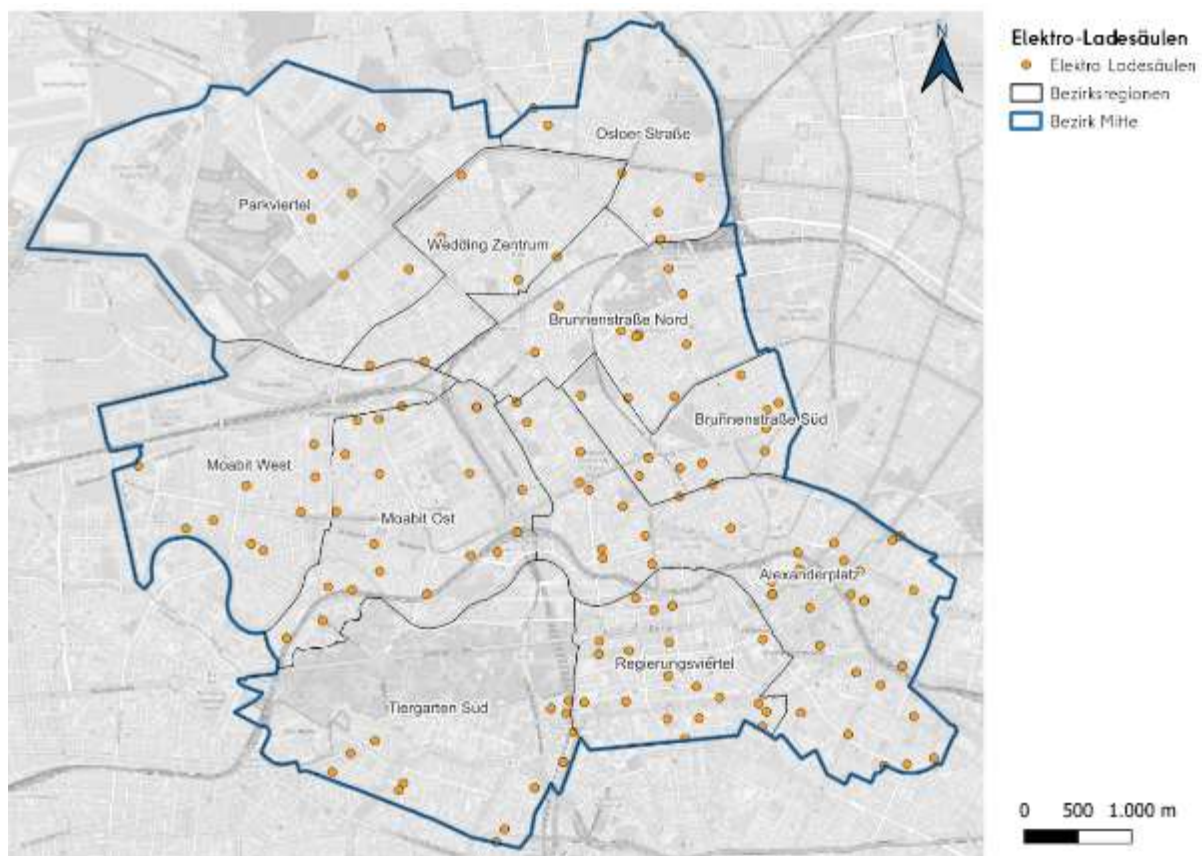 N
Elektro-Ladesäulen
Elektro Ladesäulen
Bezirksregionen
Bezirk Mitte
Osloer Straße
Parkviertel
Wedding Zentrum
Brunnenstraße Nord
Brunnenstraße Süd
Moabit West
Moabit Ost
Alexanderplatz
Regierungsviertel
Tiergarten Süd
0 500 1.000 m